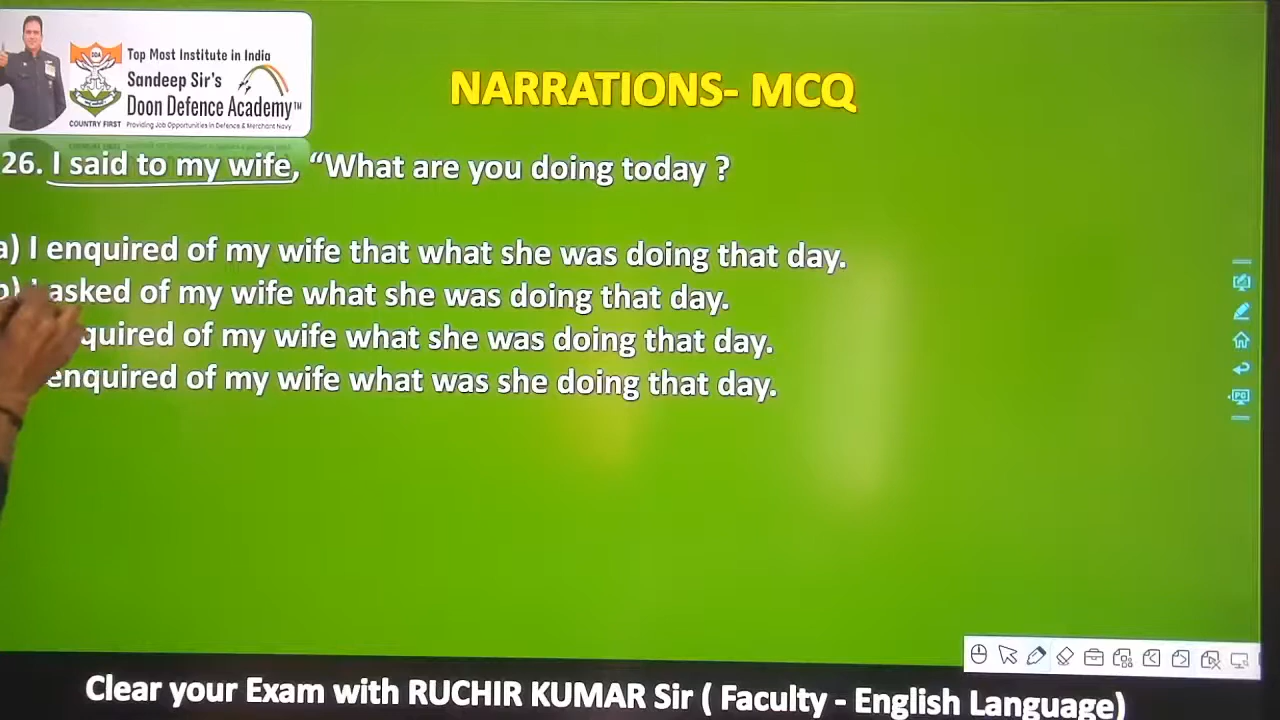 Top Most Institute in India
Sandeep Sir's
Doon Defence Academy™
COUNTRY FIRST Providing Job Opportunities in Defence & Merchant Navy
NARRATIONS- MCQ
26. I said to my wife, “What are you doing today ?
a) I enquired of my wife that what she was doing that day.
b) I asked of my wife what she was doing that day.
quired of my wife what she was doing that day.
enquired of my wife what was she doing that day.
PC
Clear your Exam with RUCHIR KUMAR Sir ( Faculty - English Language)